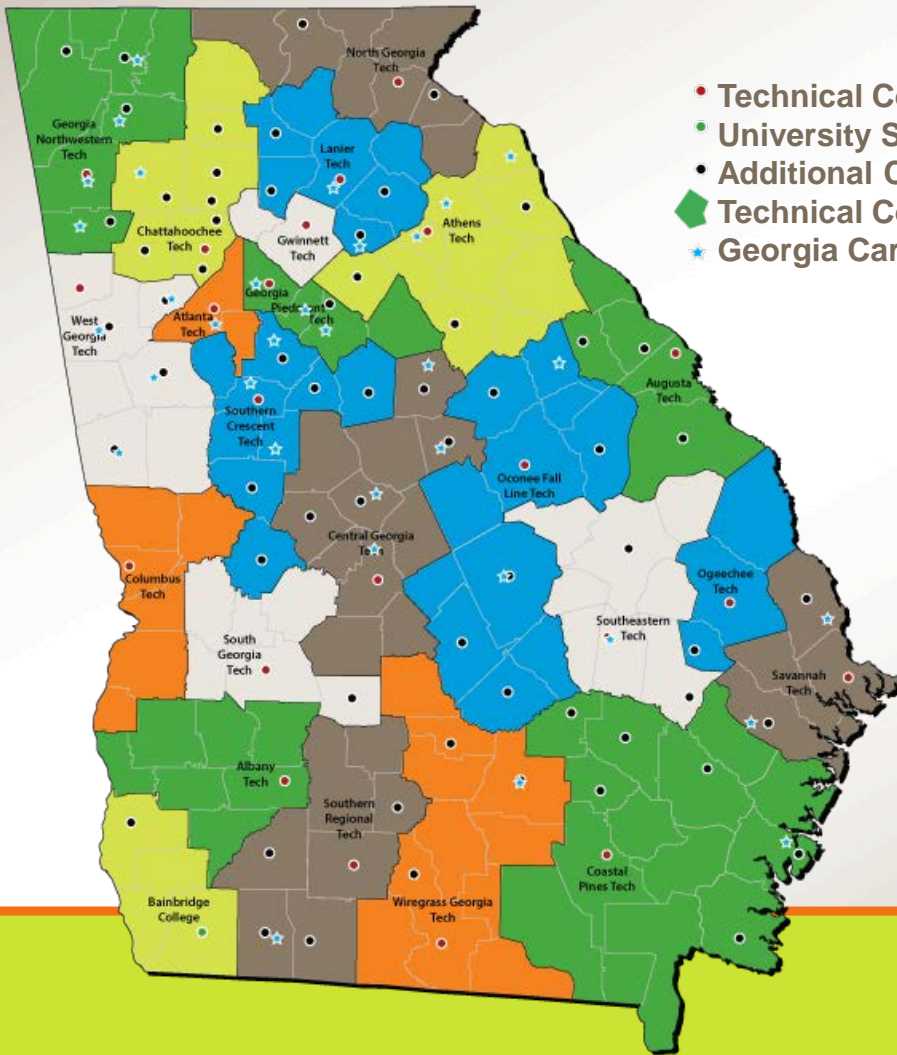 North Georgia
Tech
Technical Co
University S
Additional C
Technical Co
Georgia Car
Georgia
Northwestern
Tech
Lanier
Tech
Athens
Tech
Chattahoochee
Tech
Gwinnett
Tech
Georgia
Piedmont
Tech
Atlanta
Tech
West
Georgia
Tech
Augusta
Tech
Southern
Crescent
Tech
Oconee Fall
Line Tech
Central Georgia
Tech
Columbus
Tech
Ogeechee
Tech
Southeastern
Tech
South
Georgia
Tech
Savannah
Tech
Albany
Tech
Southern
Regional
Tech
Coastal
Pines Tech
Bainbridge
College
Wiregrass Georgia
Tech